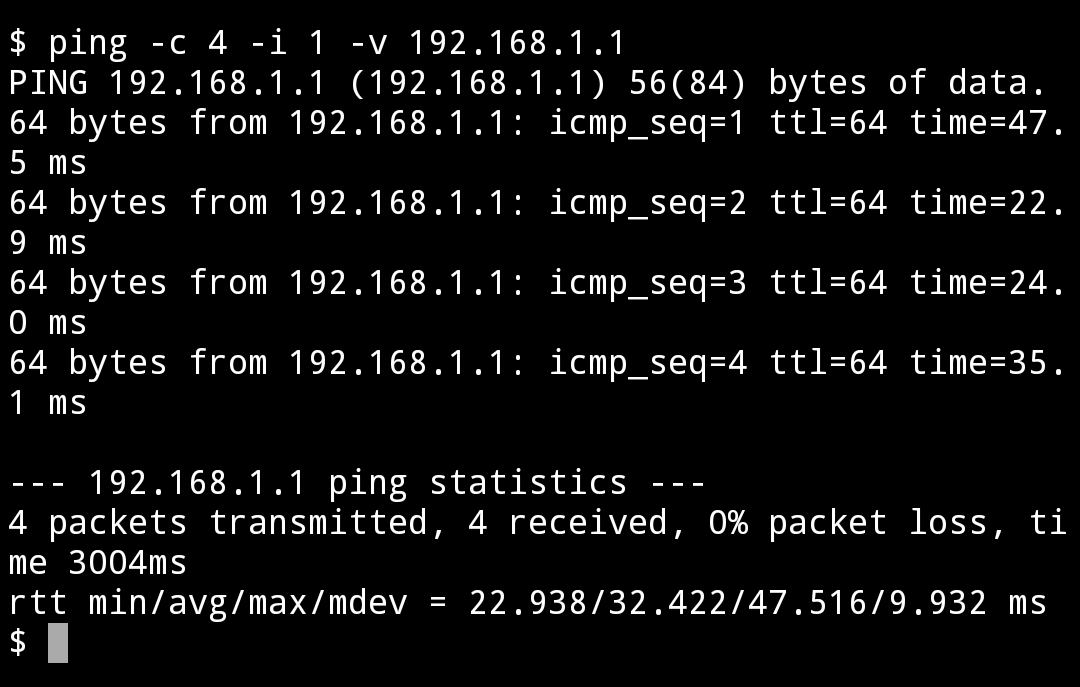 $ ping -c 4 -i 1 -v 192.168.1.1
PING 192.168.1.1 (192.168.1.1) 56(84) bytes of data.
64 bytes from 192.168.1.1: icmp_seq=1 ttl=64 time=47.
5 ms
64 bytes from 192.168.1.1: icmp_seq=2 ttl=64 time=22.
9 ms
64 bytes from 192.168.1.1: icmp_seq=3 ttl=64 time=24.
0 ms
64 bytes from 192.168.1.1: icmp_seq=4 ttl=64 time=35.
1 ms
--- 192.168.1.1 ping statistics ---
4 packets transmitted, 4 received, 0% packet loss, ti
me 3004ms
rtt min/avg/max/mdev = 22.938/32.422/47.516/9.932 ms
$